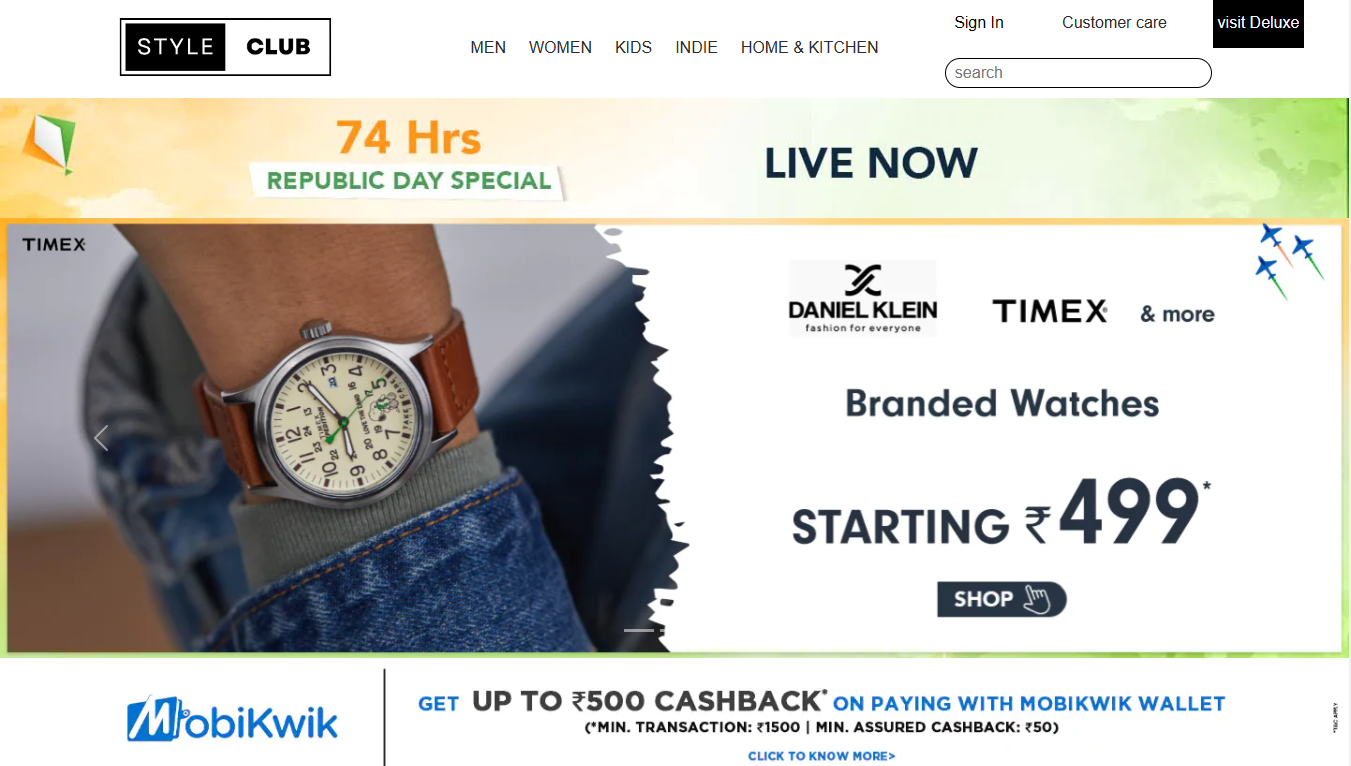 STYLE CLUB
MEN WOMEN KIDS INDIE HOME & KITCHEN
Sign In Customer care visit Deluxe
search
74 Hrs
REPUBLIC DAY SPECIAL
LIVE NOW
TIMEX
DANIEL KLEIN
fashion for everyone
TIMEX & more
Branded Watches
STARTING ₹499*
SHOP
MobiKwik
GET UP TO ₹500 CASHBACK* ON PAYING WITH MOBIKWIK WALLET
(*MIN. TRANSACTION: ₹1500 | MIN. ASSURED CASHBACK: ₹50)
CLICK TO KNOW MORE>
*T&C APPLY